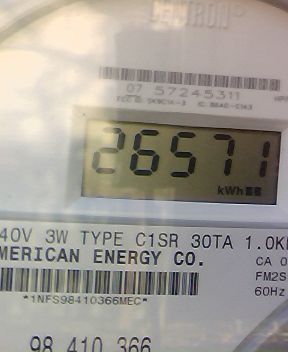 CENTRON®
07 57245311
26571
kWh
40V 3W TYPE C1SR 30TA 1.0K
MERICAN ENERGY CO.
CA 0
FM2S
60Hz
*1NFS98410366MEC*
98 410 366